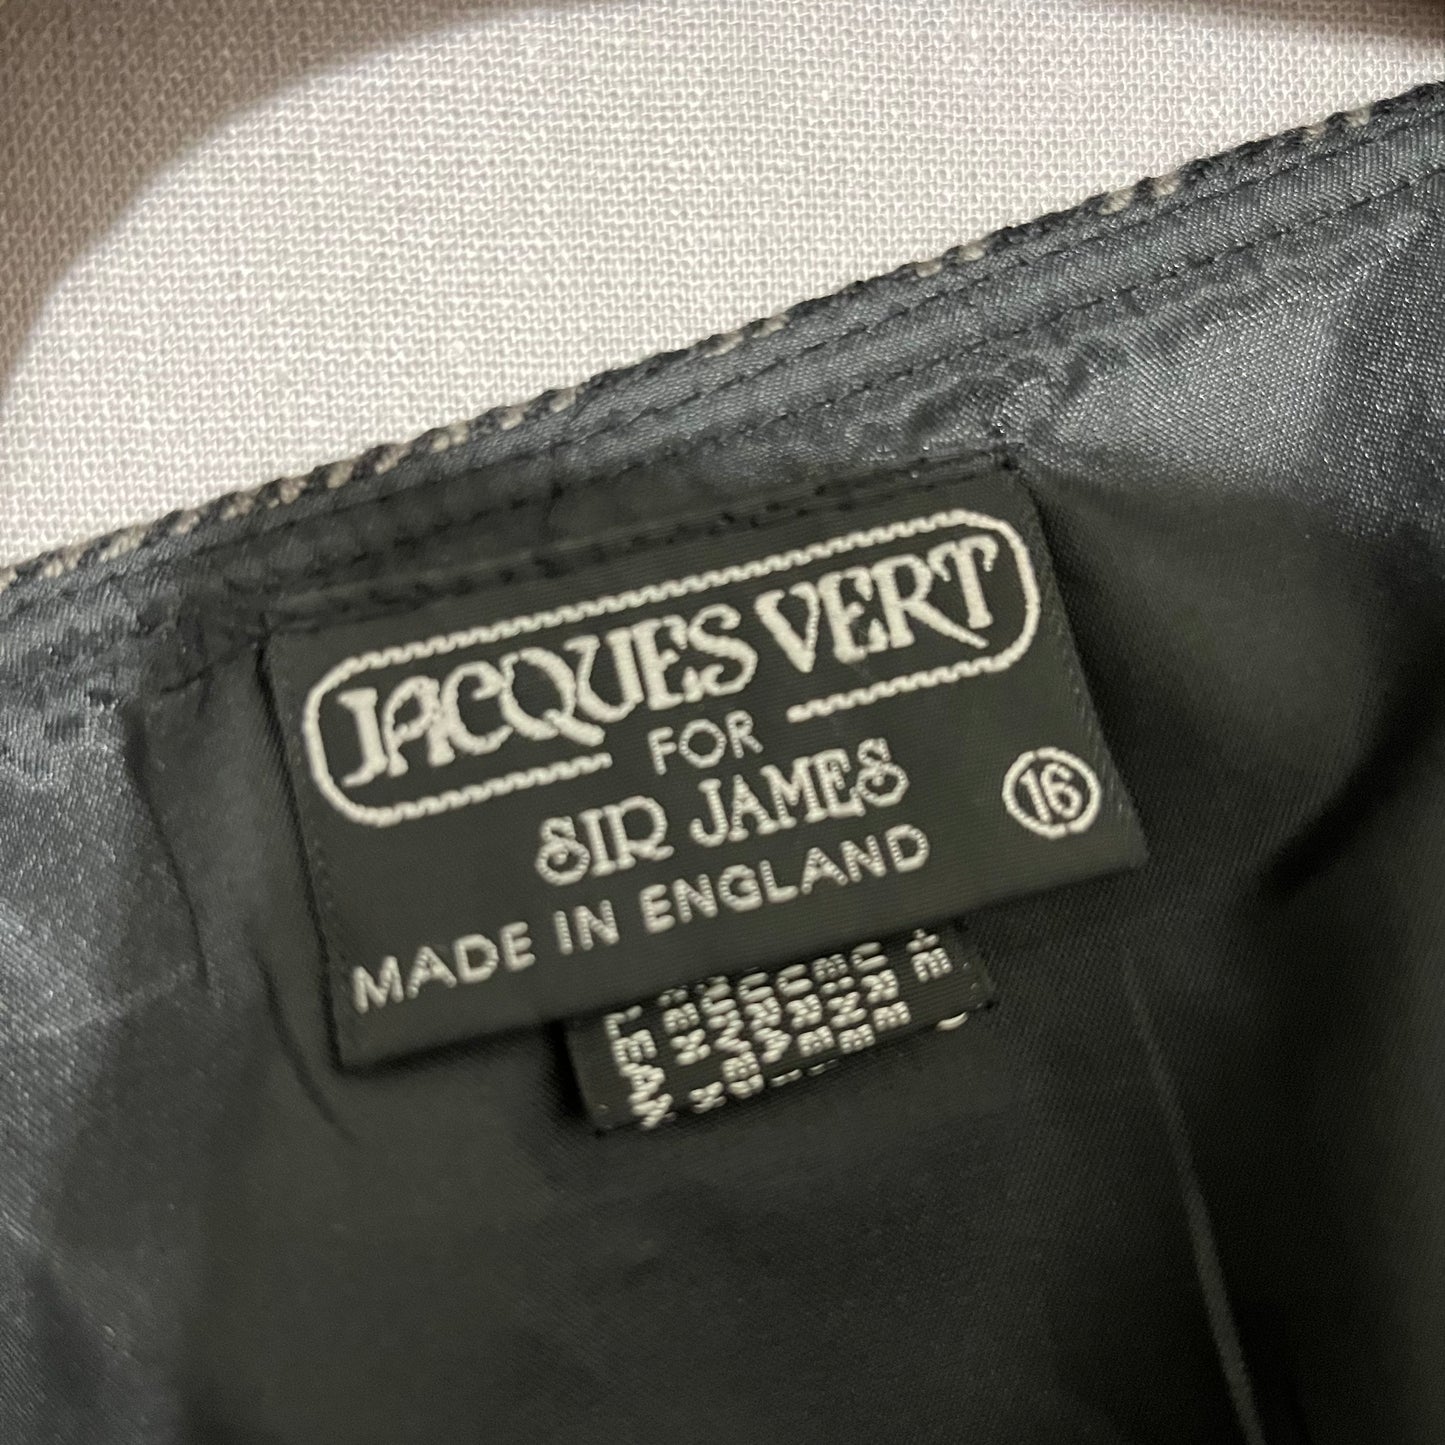 JACQUES VERT
FOR
SIR JAMES
16
MADE IN ENGLAND